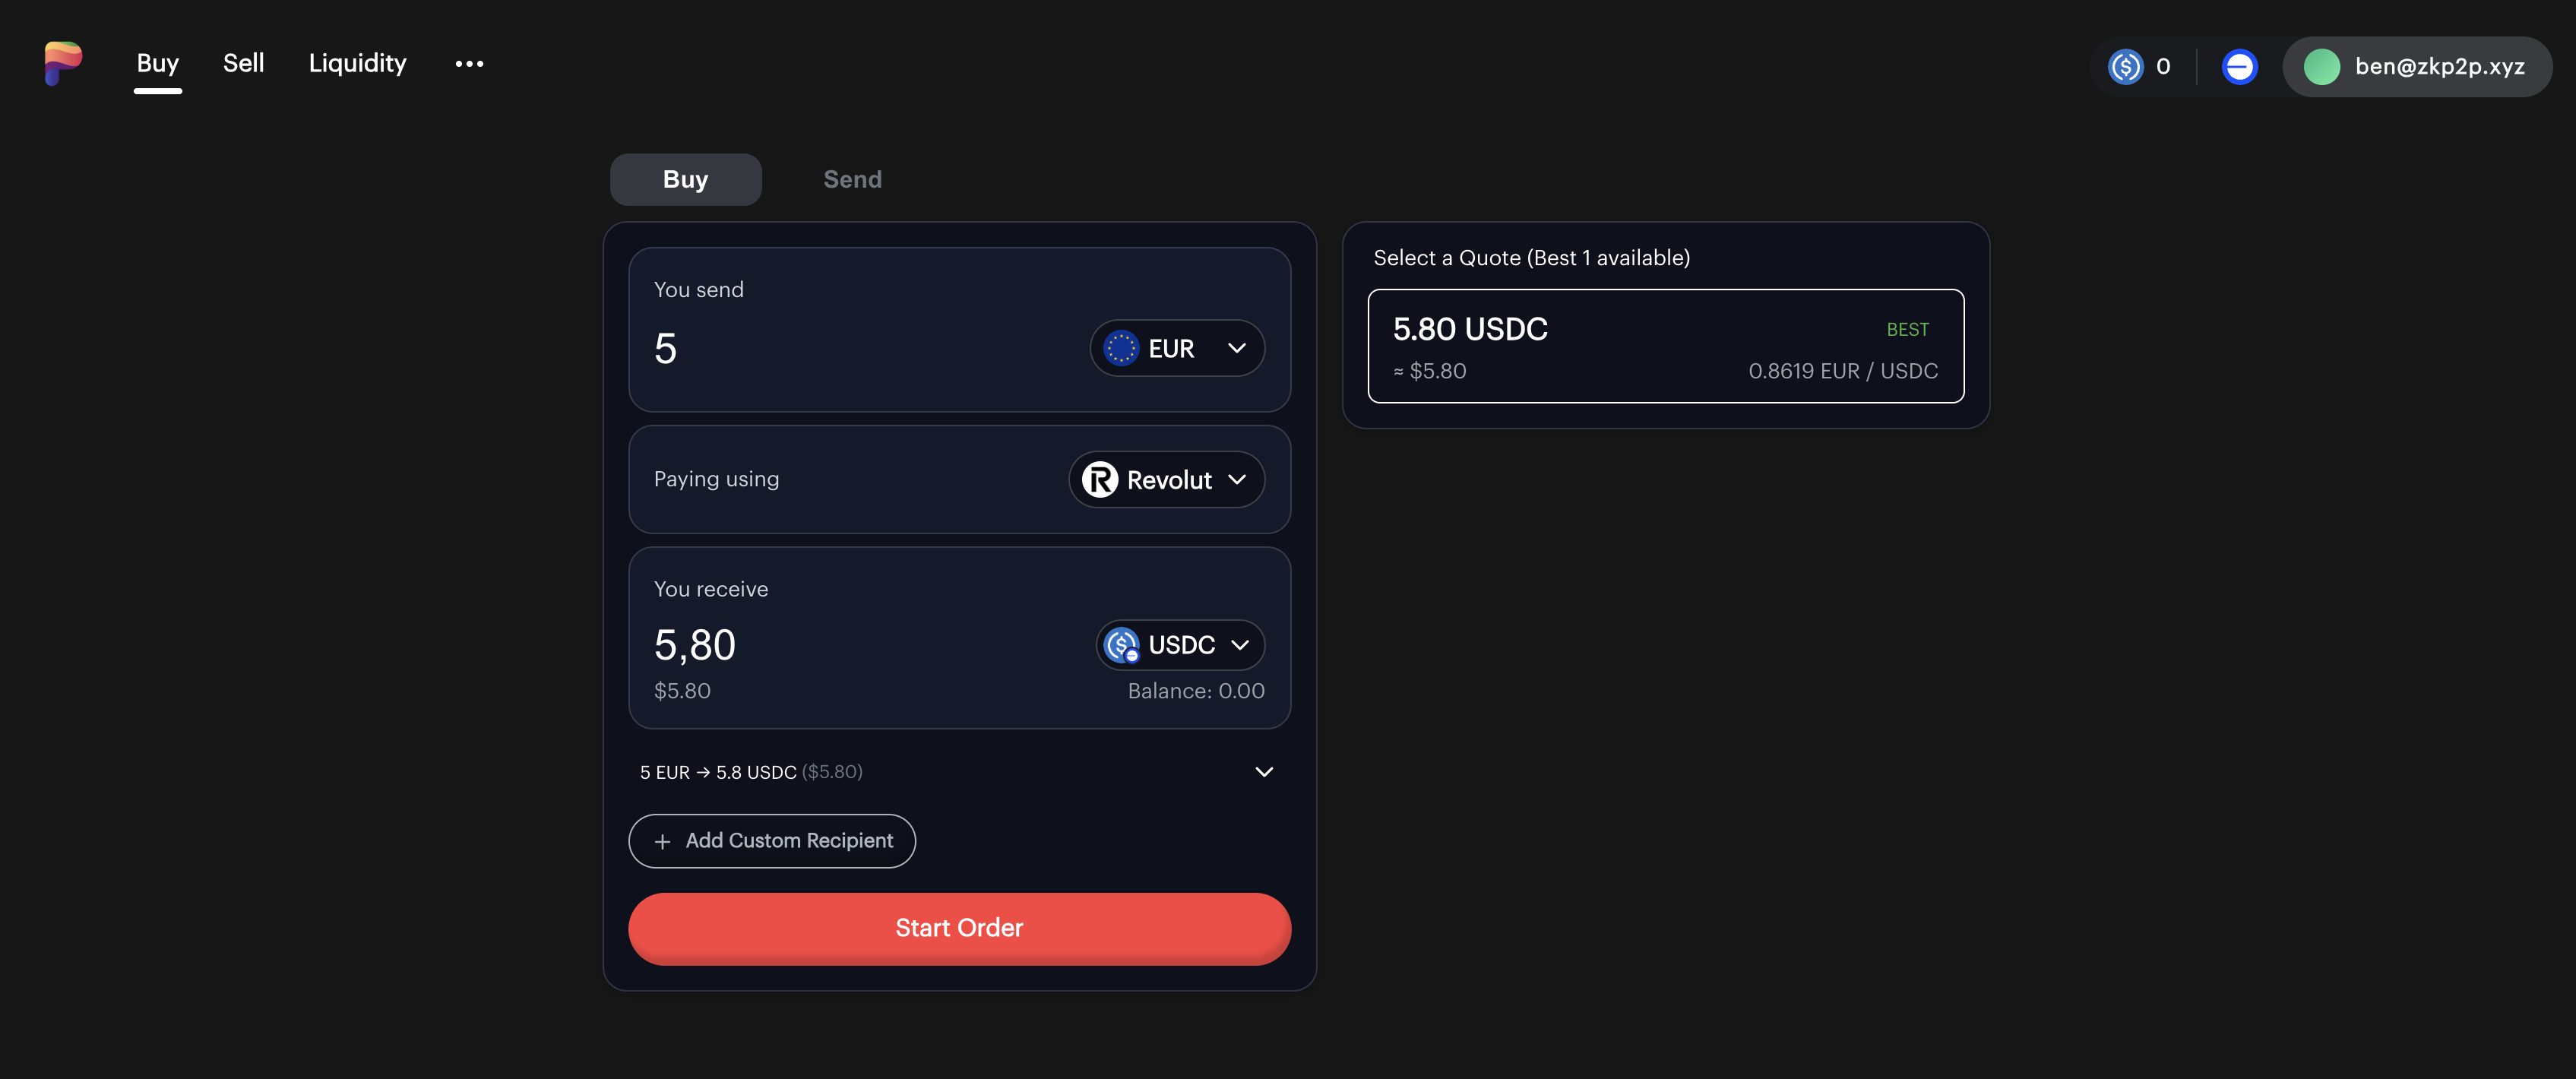 Buy Sell Liquidity ••• 0 ben@zkp2p.xyz
Buy Send
You send
5 EUR
Paying using Revolut
You receive
5,80 USDC
$5.80 Balance: 0.00
5 EUR → 5.8 USDC ($5.80)
+ Add Custom Recipient
Start Order
Select a Quote (Best 1 available)
5.80 USDC BEST
≈ $5.80 0.8619 EUR / USDC